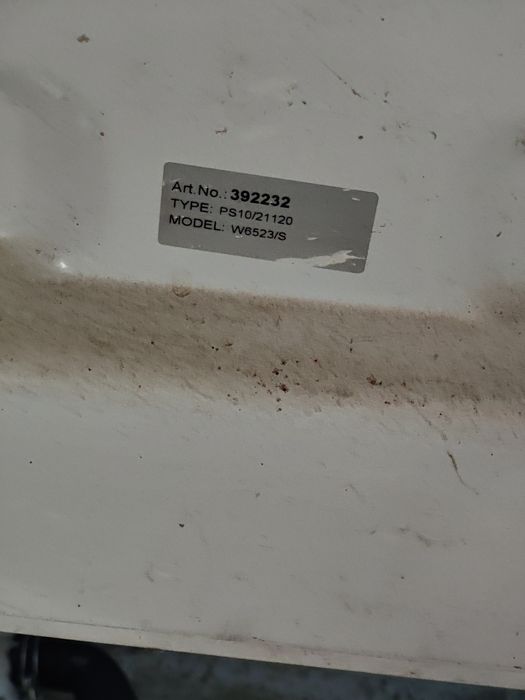 Art.No.: 392232
TYPE: PS10/21120
MODEL: W6523/S